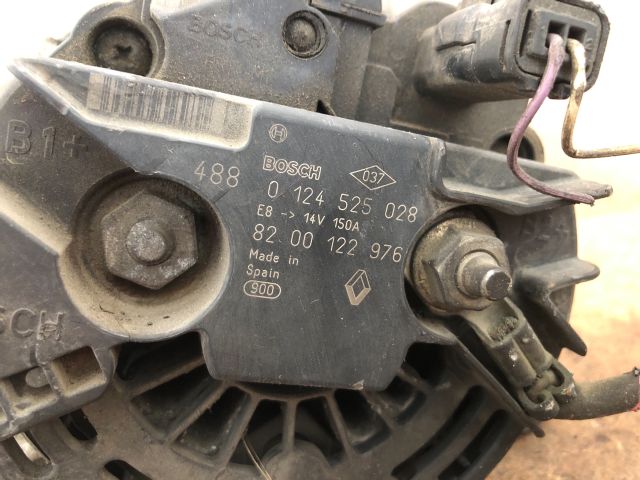 BOSCH
B1+
BOSCH
037
488
0 124 525 028
E8 -> 14V 150A
82 00 122 976
Made in
Spain
900
OSCH